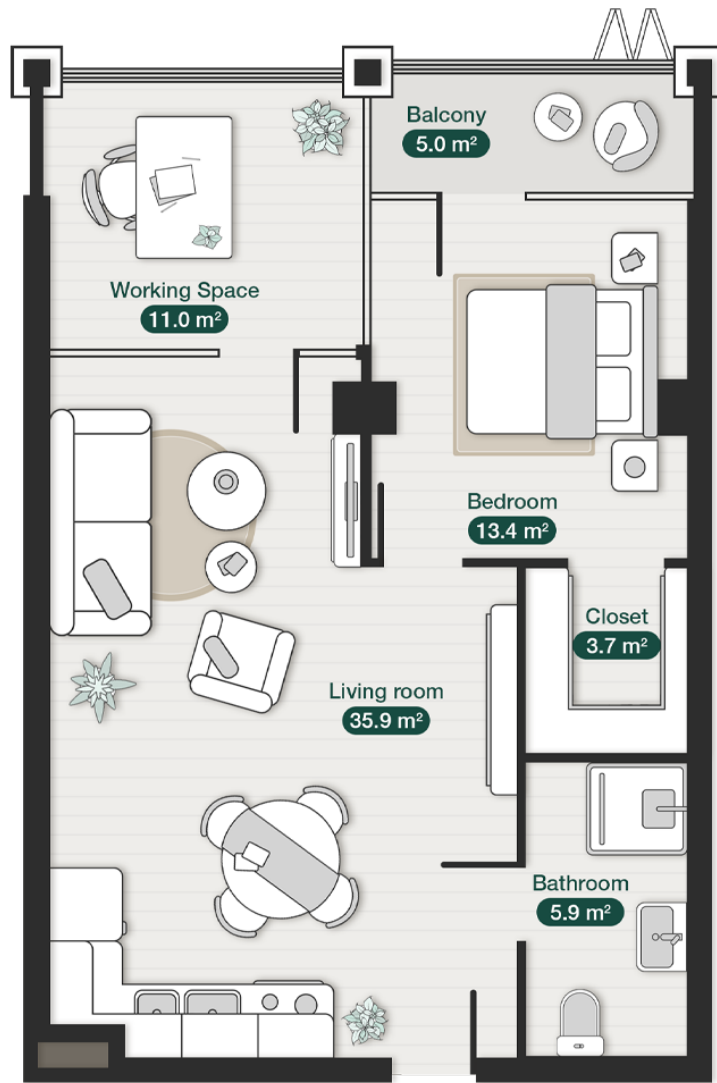 Balcony
5.0 m²
Working Space
11.0 m²
Bedroom
13.4 m²
Closet
3.7 m²
Living room
35.9 m²
Bathroom
5.9 m²